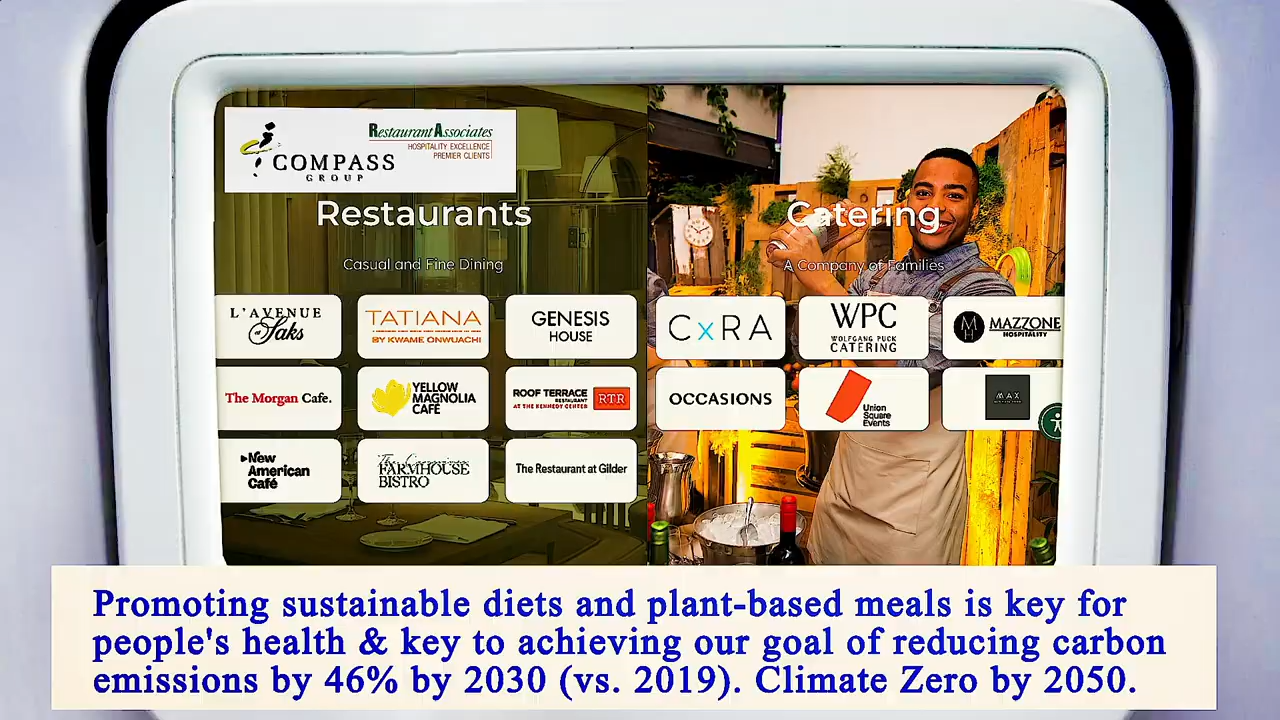 COMPASS
GROUP
Restaurant Associates
HOSPITALITY EXCELLENCE
PREMIER CLIENTS
Restaurants
Casual and Fine Dining
L'AVENUE
Saks
TATIANA
BY KWAME ONWUACHI
GENESIS
HOUSE
The Morgan Cafe.
YELLOW
MAGNOLIA
CAFÉ
ROOF TERRACE
RESTAURANT
AT THE KENNEDY CENTER
RTR
New
American
Café
FARMHOUSE
BISTRO
The Restaurant at Gilder
Catering
A Company of Families
CxRA
WPC
WOLFGANG PUCK
CATERING
MH
MAZZONE
HOSPITALITY
OCCASIONS
Union
Square
Events
MAX
Promoting sustainable diets and plant-based meals is key for
people's health & key to achieving our goal of reducing carbon
emissions by 46% by 2030 (vs. 2019). Climate Zero by 2050.